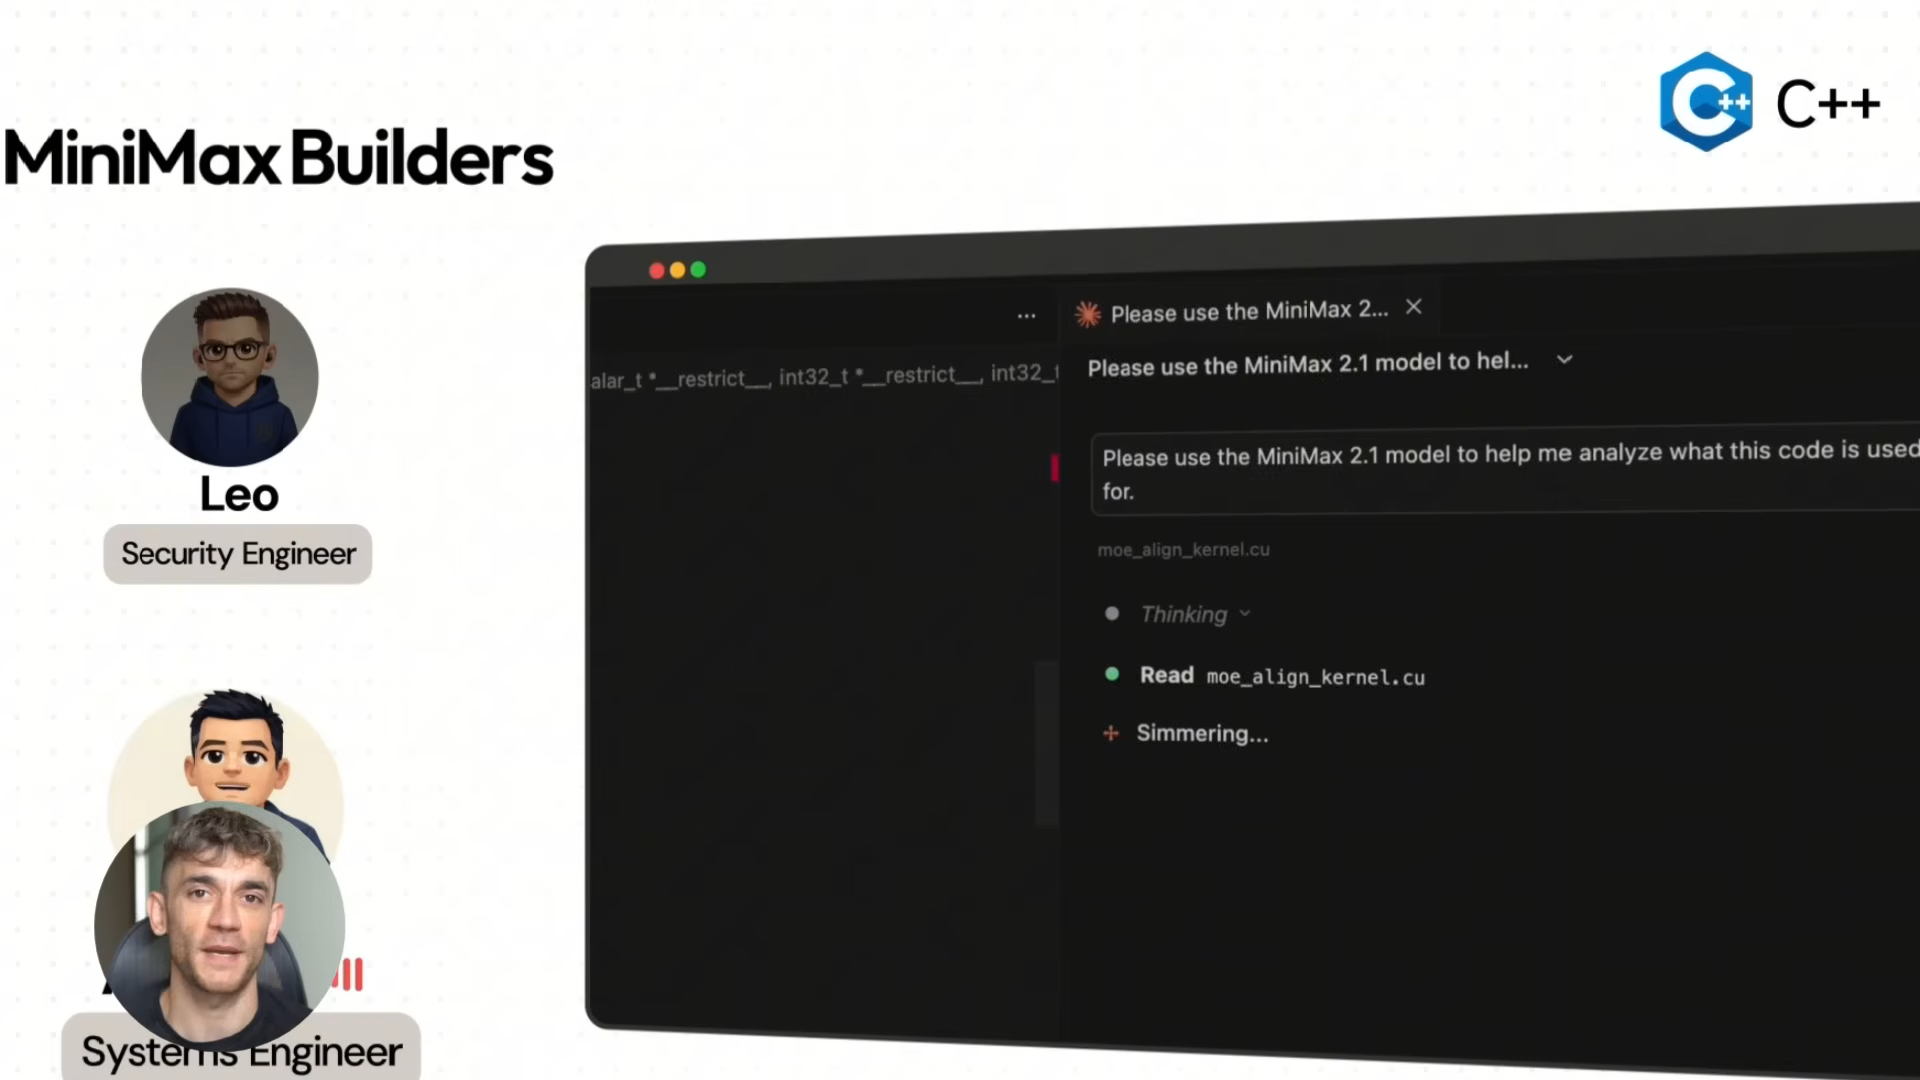 C++
MiniMax Builders
Leo
Security Engineer
Systems Engineer
...
Please use the MiniMax 2...
alar_t *__restrict__, int32_t *__restrict__, int32_t
Please use the MiniMax 2.1 model to hel...
Please use the MiniMax 2.1 model to help me analyze what this code is used
for.
moe_align_kernel.cu
Thinking
Read moe_align_kernel.cu
Simmering...